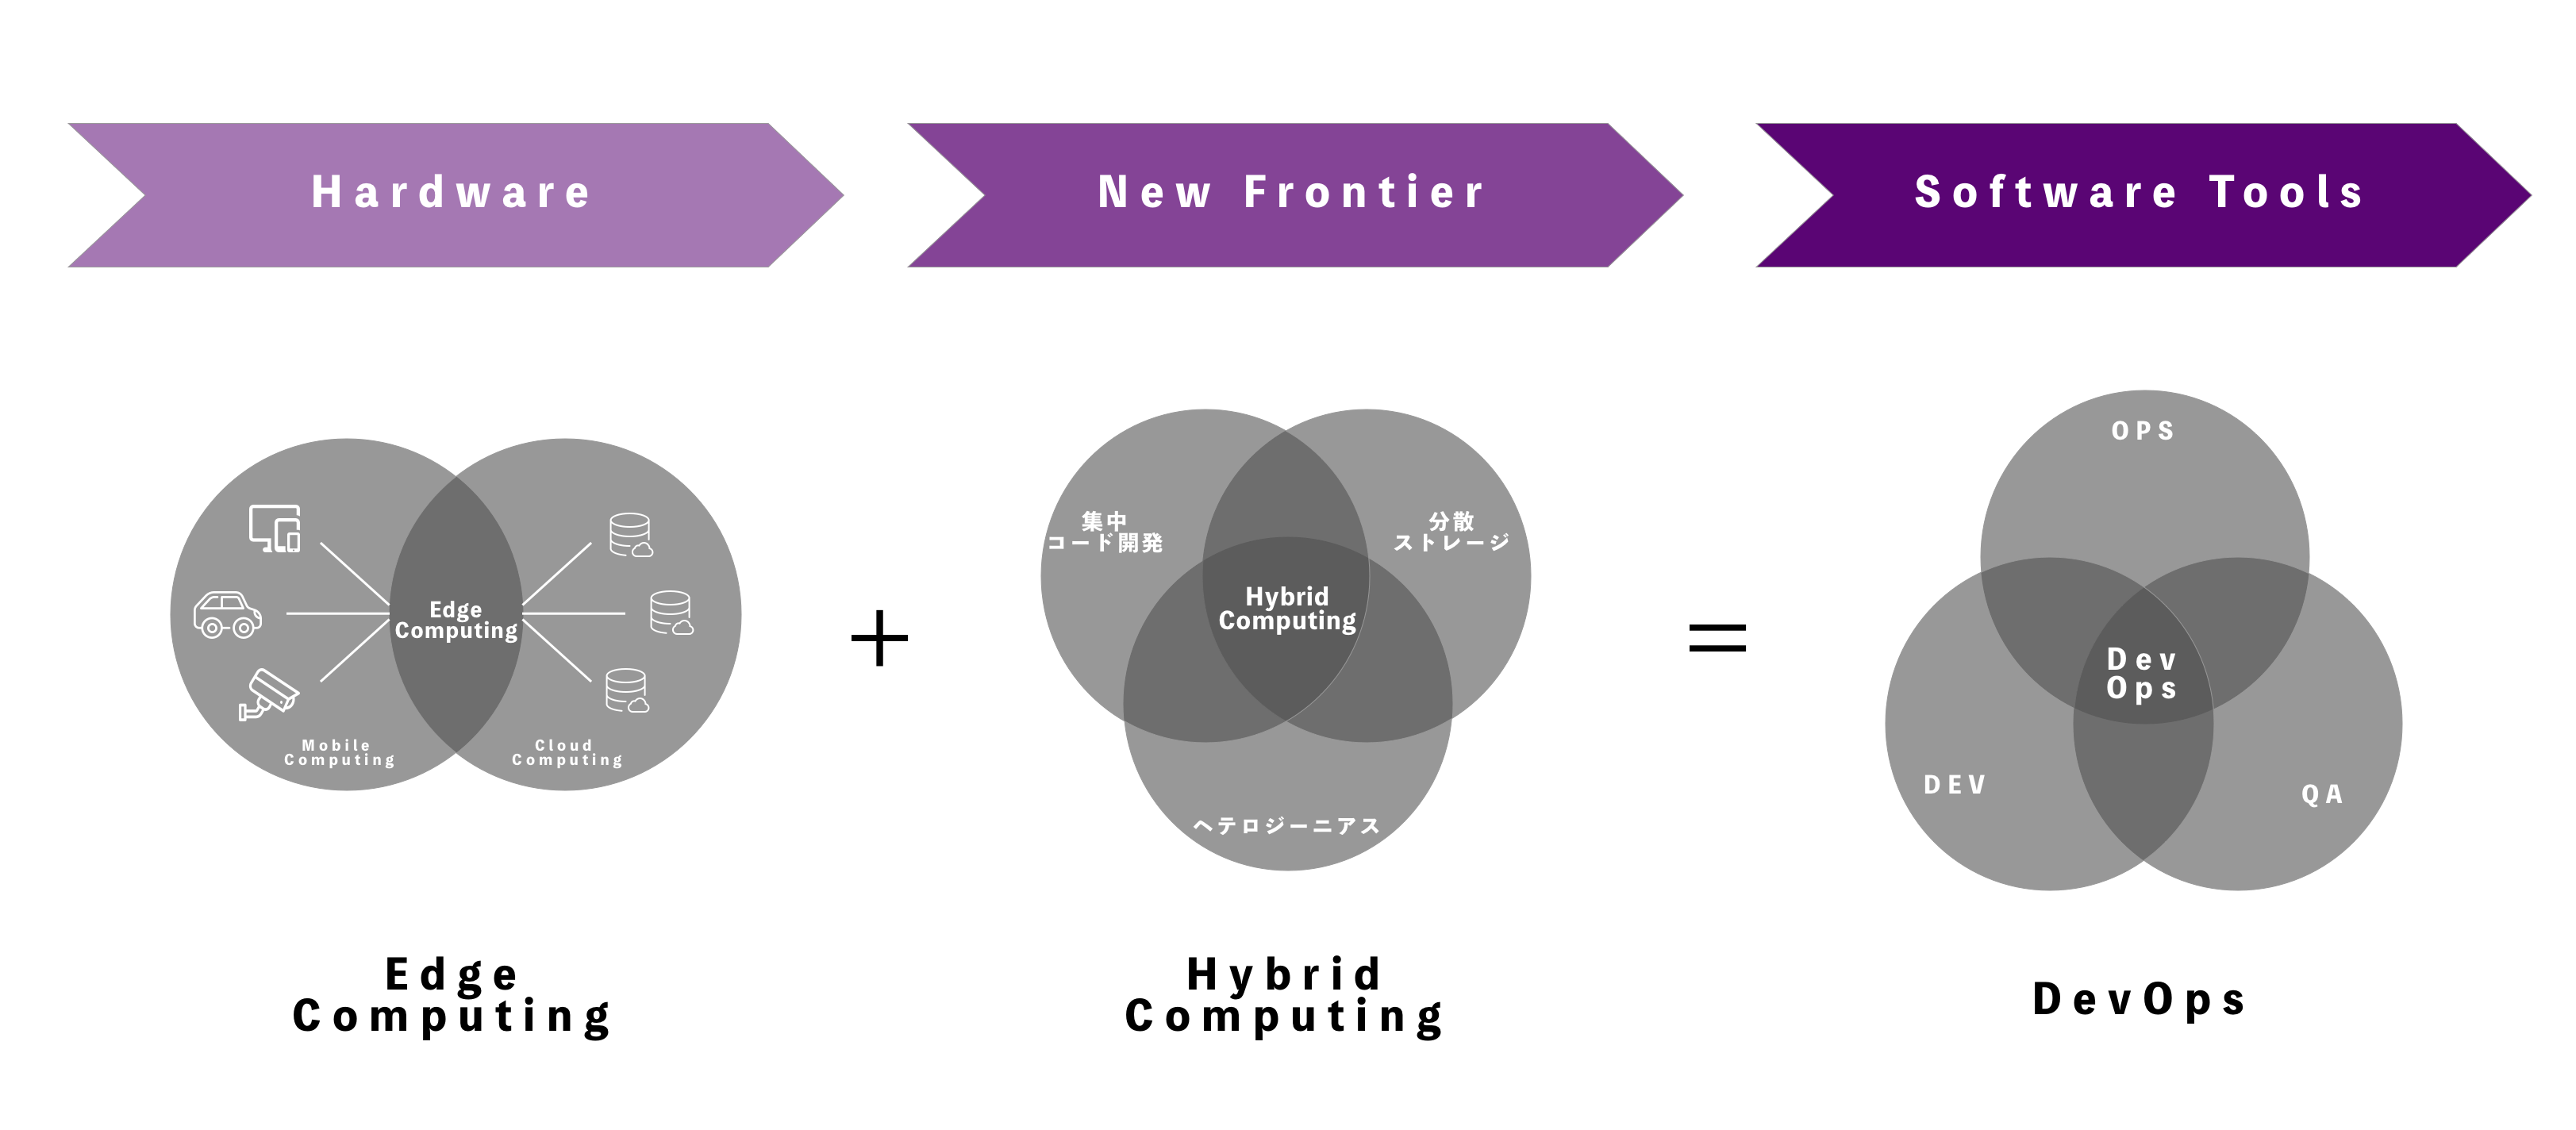 Hardware
New Frontier
Software Tools
Edge
Computing
Mobile
Computing
Cloud
Computing
+
集中
コード開発
分散
ストレージ
Hybrid
Computing
ヘテロジーニアス
=
OPS
Dev
Ops
DEV
QA
Edge
Computing
Hybrid
Computing
DevOps